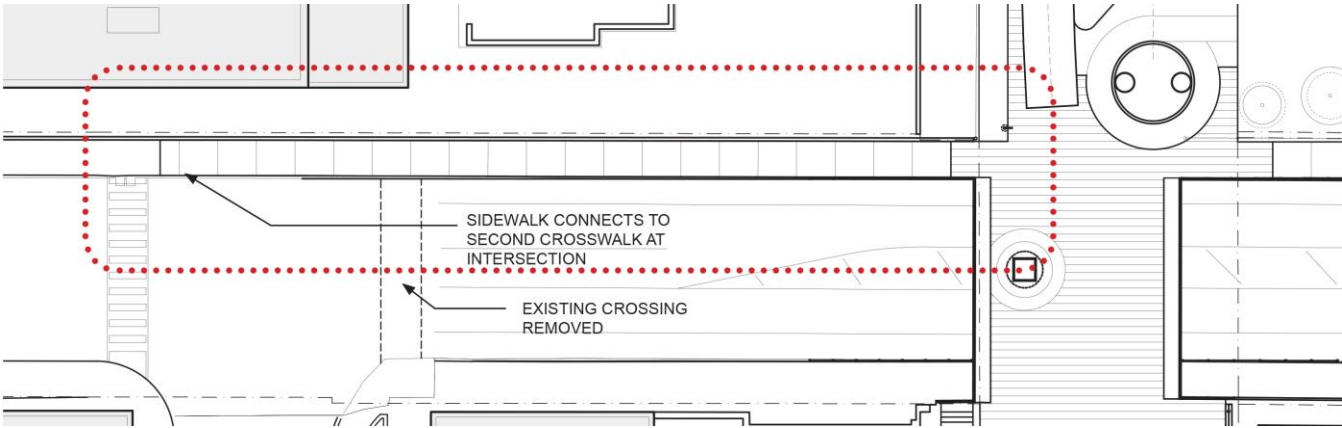 SIDEWALK CONNECTS TO
SECOND CROSSWALK AT
INTERSECTION
EXISTING CROSSING
REMOVED